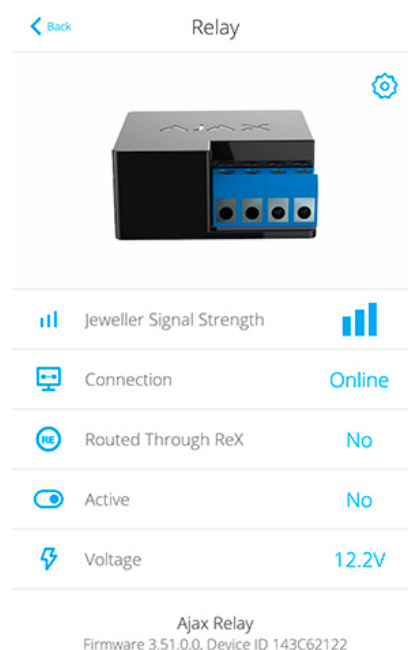 Back
Relay
AJAX
Jeweller Signal Strength
Connection Online
RE Routed Through ReX No
Active No
Voltage 12.2V
Ajax Relay
Firmware 3.51.0.0, Device ID 143C62122